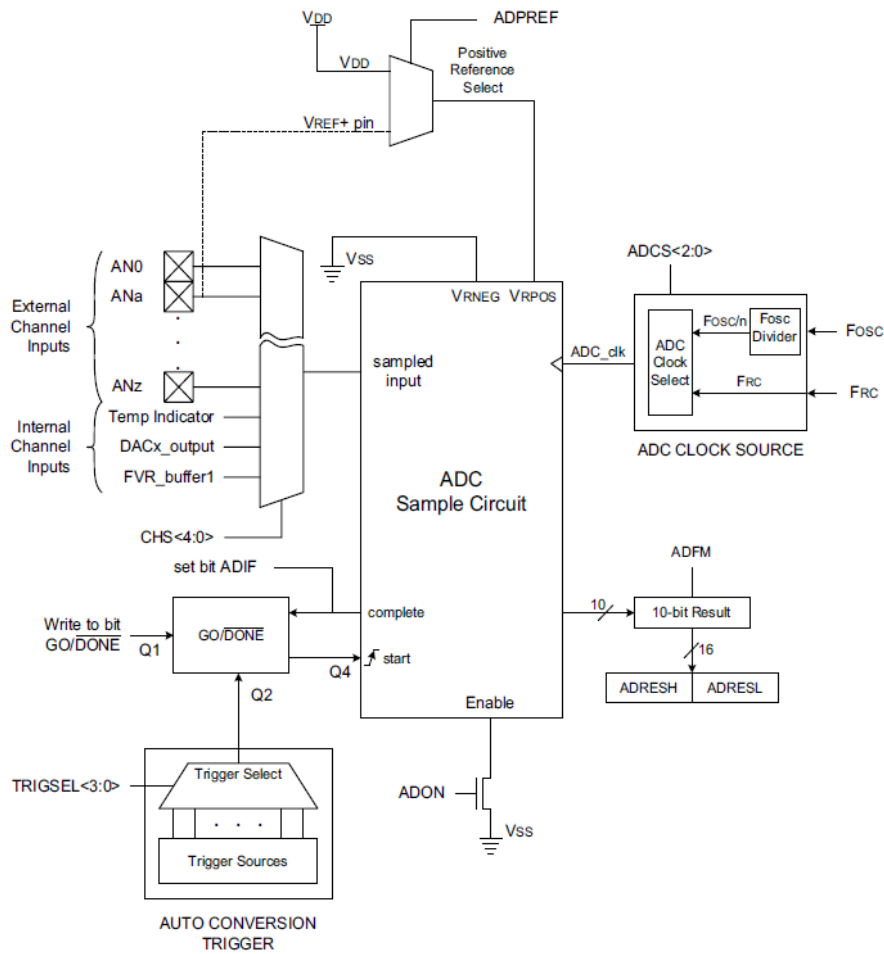 VDD
ADPREF
VDD
Positive
Reference
Select
VREF+ pin
VSS
VRNEG VRPOS
ADCS<2:0>
External
Channel
Inputs
AN0
ANa
ANz
Internal
Channel
Inputs
Temp Indicator
DACx_output
FVR_buffer1
CHS<4:0>
sampled
input
ADC
Sample Circuit
ADC_clk
ADC
Clock
Select
FOSC/n
Fosc
Divider
FRC
FOSC
FRC
ADC CLOCK SOURCE
set bit ADIF
complete
Write to bit
GO/DONE
Q1
GO/DONE
Q4
start
Q2
Enable
ADFM
10
10-bit Result
16
ADRESH ADRESL
ADON
VSS
TRIGSEL<3:0>
Trigger Select
. . .
Trigger Sources
AUTO CONVERSION
TRIGGER